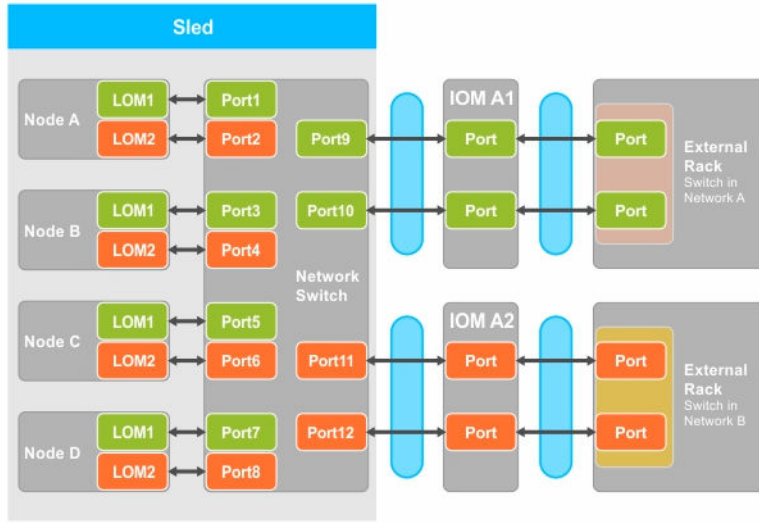 Sled
Node A
LOM1
Port1
LOM2
Port2
Port9
Node B
LOM1
Port3
Port10
LOM2
Port4
Network
Switch
Node C
LOM1
Port5
LOM2
Port6
Port11
Node D
LOM1
Port7
Port12
LOM2
Port8
IOM A1
Port
Port
Port
Port
External
Rack
Switch in
Network A
IOM A2
Port
Port
Port
Port
External
Rack
Switch in
Network B